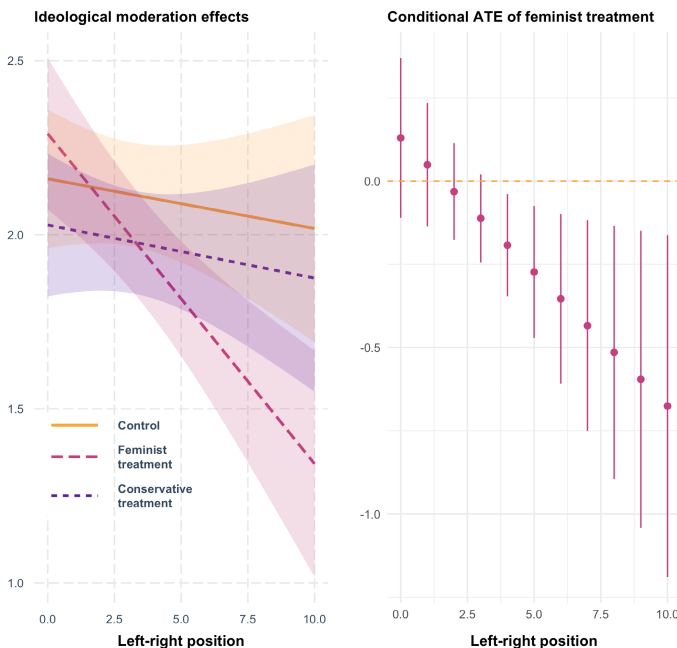 Ideological moderation effects
2.5
2.0
1.5
1.0
Control
Feminist
treatment
Conservative
treatment
0.0 2.5 5.0 7.5 10.0
Left-right position
Conditional ATE of feminist treatment
0.0
-0.5
-1.0
0.0 2.5 5.0 7.5 10.0
Left-right position